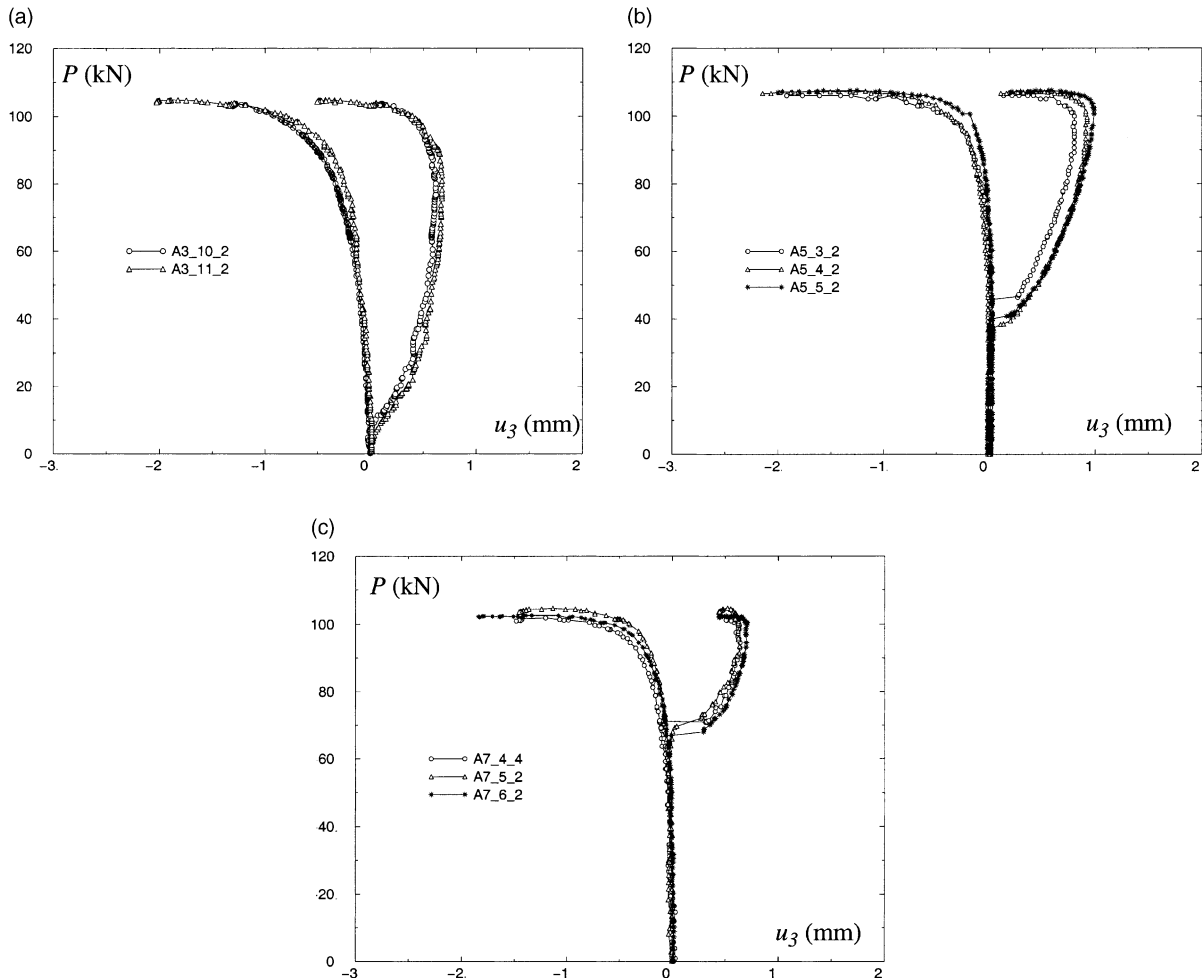 (a)
120
P (kN)
100
80
60
A3_10_2
A3_11_2
40
20
u3 (mm)
0
−3.
−2
−1
0
1
2
(b)
120
P (kN)
100
80
60
A5_3_2
A5_4_2
A5_5_2
40
20
u3 (mm)
0
−3.
−2.
−1.
0
1
2
(c)
120
P (kN)
100
80
60
A7_4_4
A7_5_2
A7_6_2
40.
20.
u3 (mm)
0.
−3
−2.
−1
0
1
2